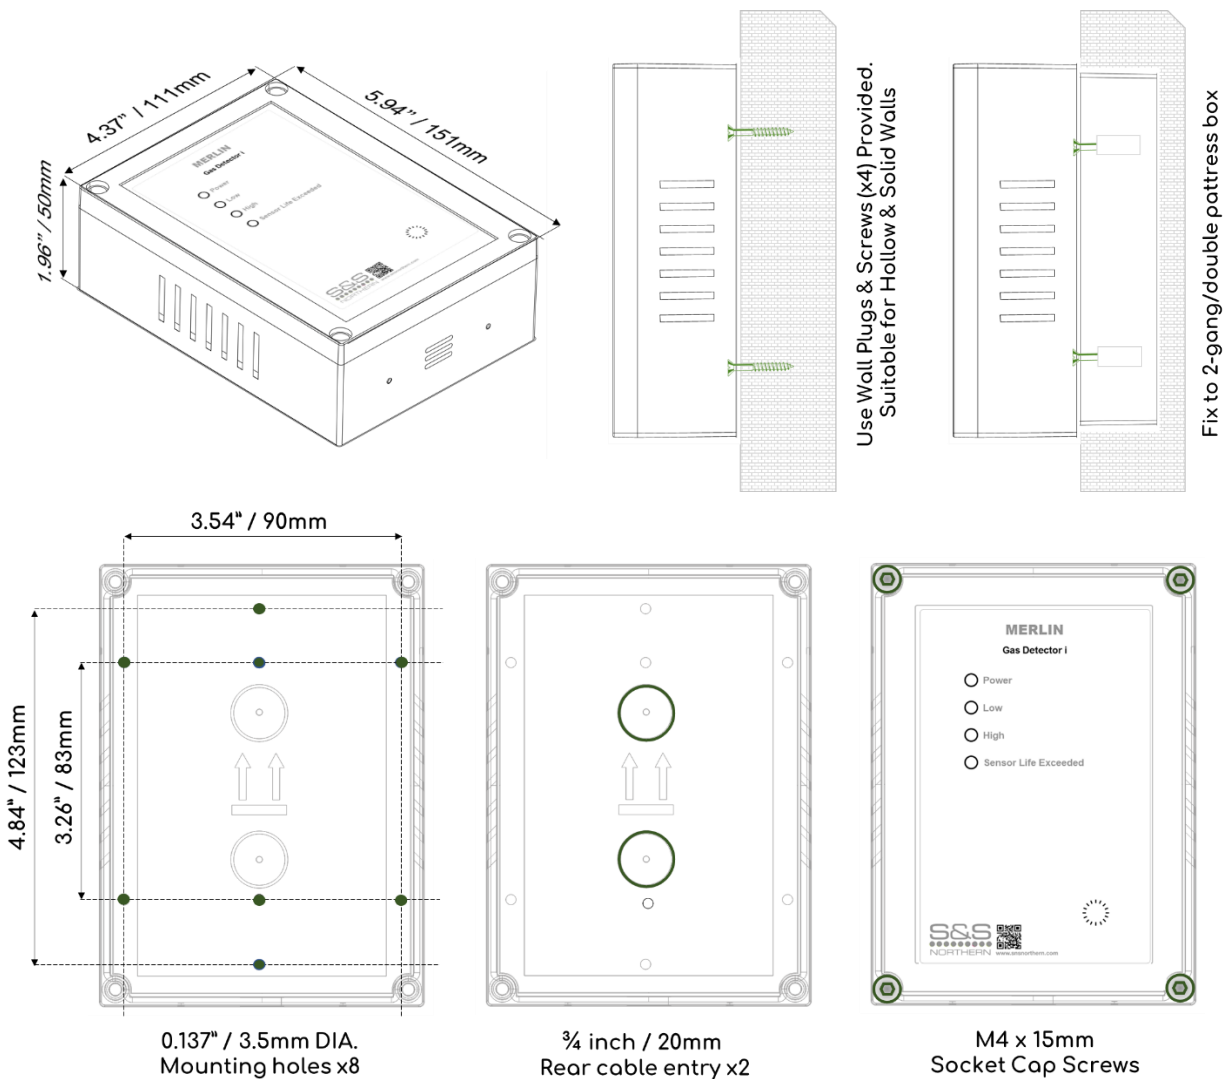 4.37” / 111mm
5.94” / 151mm
1.96” / 50mm
MERLIN
Gas Detector i
Power
Low
High
Sensor Life Exceeded
S&S
NORTHERN
Use Wall Plugs & Screws (x4) Provided.
Suitable for Hollow & Solid Walls
Fix to 2-gang/double pattress box
3.54" / 90mm
4.84" / 123mm
3.26" / 83mm
0.137" / 3.5mm DIA.
Mounting holes x8
¾ inch / 20mm
Rear cable entry x2
MERLIN
Gas Detector i
Power
Low
High
Sensor Life Exceeded
S&S
NORTHERN www.snsnorthern.com
M4 x 15mm
Socket Cap Screws